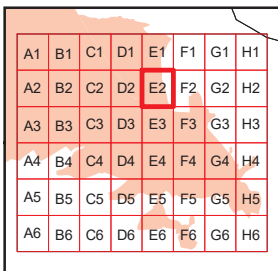 A1 B1 C1 D1 E1 F1 G1 H1
A2 B2 C2 D2 E2 F2 G2 H2
A3 B3 C3 D3 E3 F3 G3 H3
A4 B4 C4 D4 E4 F4 G4 H4
A5 B5 C5 D5 E5 F5 G5 H5
A6 B6 C6 D6 E6 F6 G6 H6